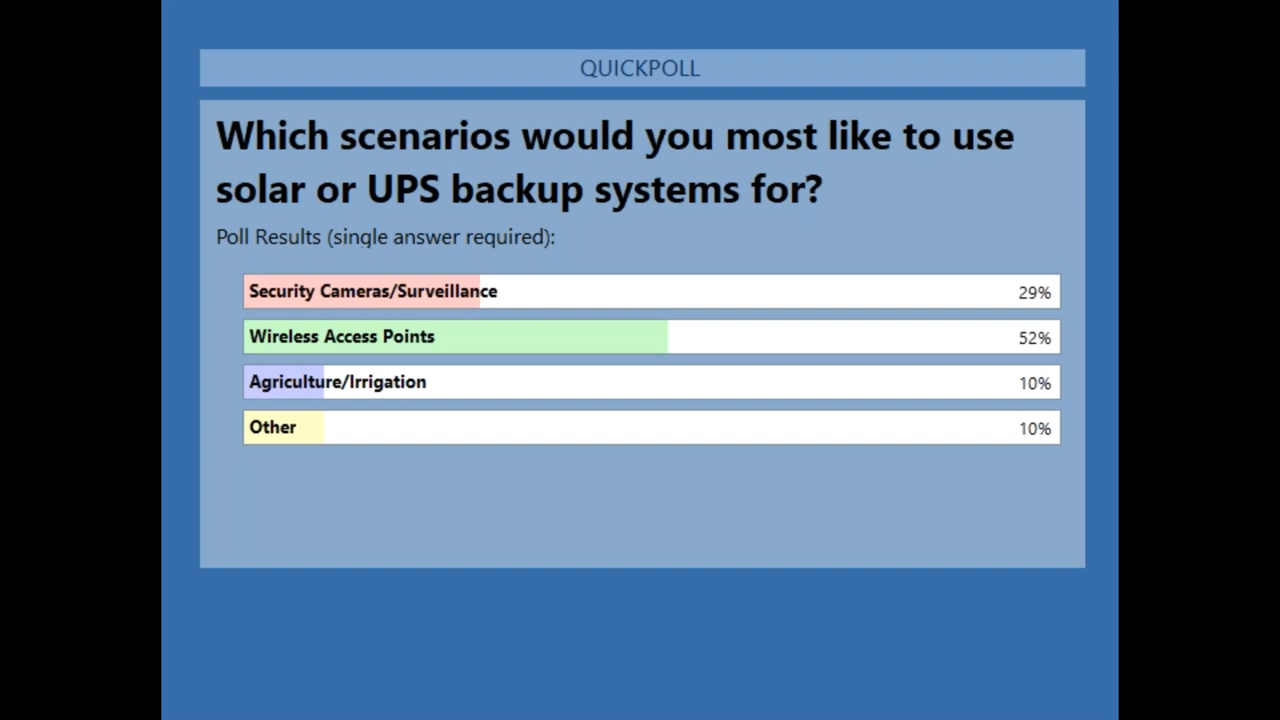 QUICKPOLL
Which scenarios would you most like to use
solar or UPS backup systems for?
Poll Results (single answer required):
Security Cameras/Surveillance 29%
Wireless Access Points 52%
Agriculture/Irrigation 10%
Other 10%